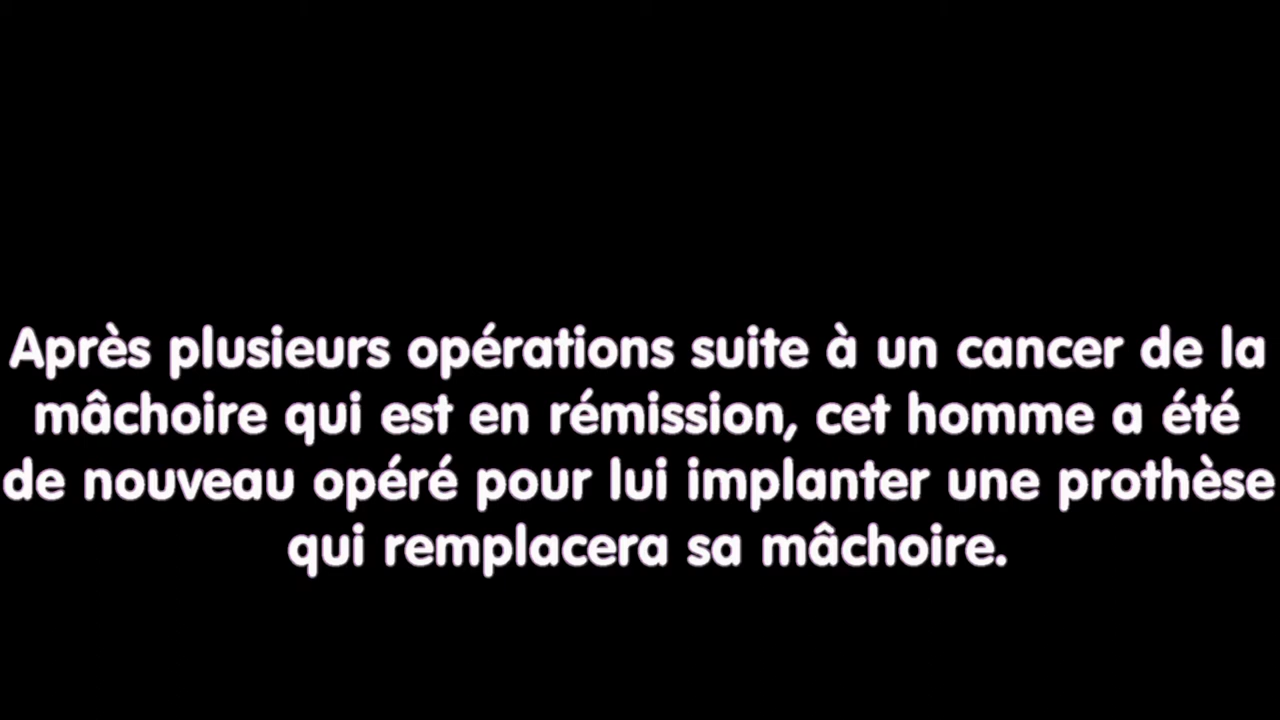 Après plusieurs opérations suite à un cancer de la
mâchoire qui est en rémission, cet homme a été
de nouveau opéré pour lui implanter une prothèse
qui remplacera sa mâchoire.